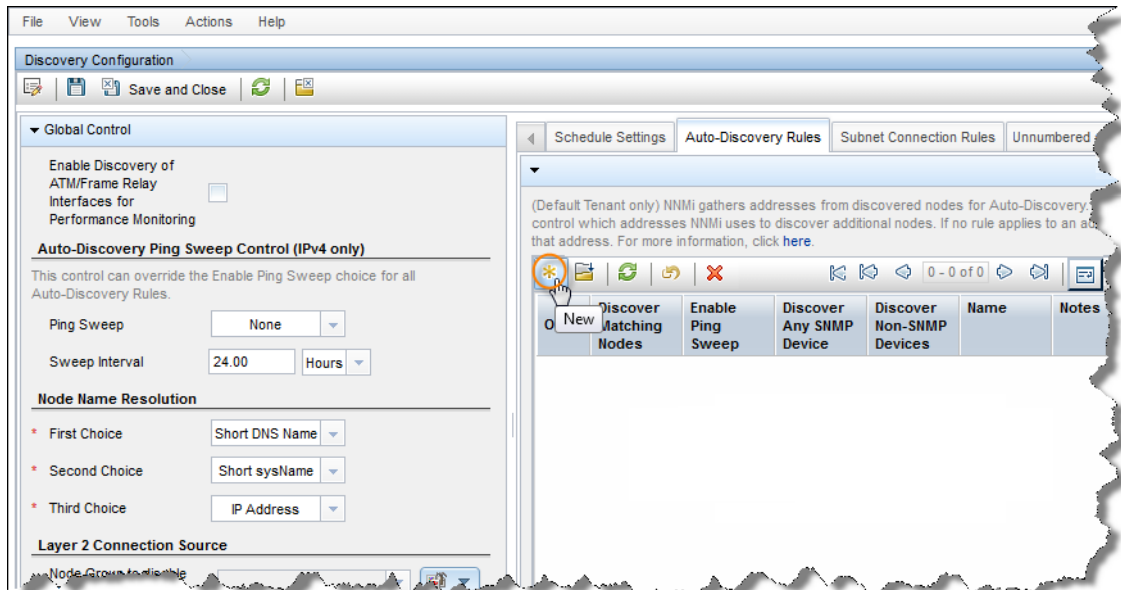 File View Tools Actions Help
Discovery Configuration
Save and Close
Global Control
Enable Discovery of
ATM/Frame Relay
Interfaces for
Performance Monitoring
Auto-Discovery Ping Sweep Control (IPv4 only)
This control can override the Enable Ping Sweep choice for all
Auto-Discovery Rules.
Ping Sweep None
Sweep Interval 24.00 Hours
Node Name Resolution
* First Choice Short DNS Name
* Second Choice Short sysName
* Third Choice IP Address
Layer 2 Connection Source
Node Group to disable
Schedule Settings Auto-Discovery Rules Subnet Connection Rules Unnumbered
(Default Tenant only) NNMi gathers addresses from discovered nodes for Auto-Discovery.
control which addresses NNMi uses to discover additional nodes. If no rule applies to an
that address. For more information, click here.
0 - 0 of 0
New
Discover
Matching
Nodes
Enable
Ping
Sweep
Discover
Any SNMP
Device
Discover
Non-SNMP
Devices
Name
Notes